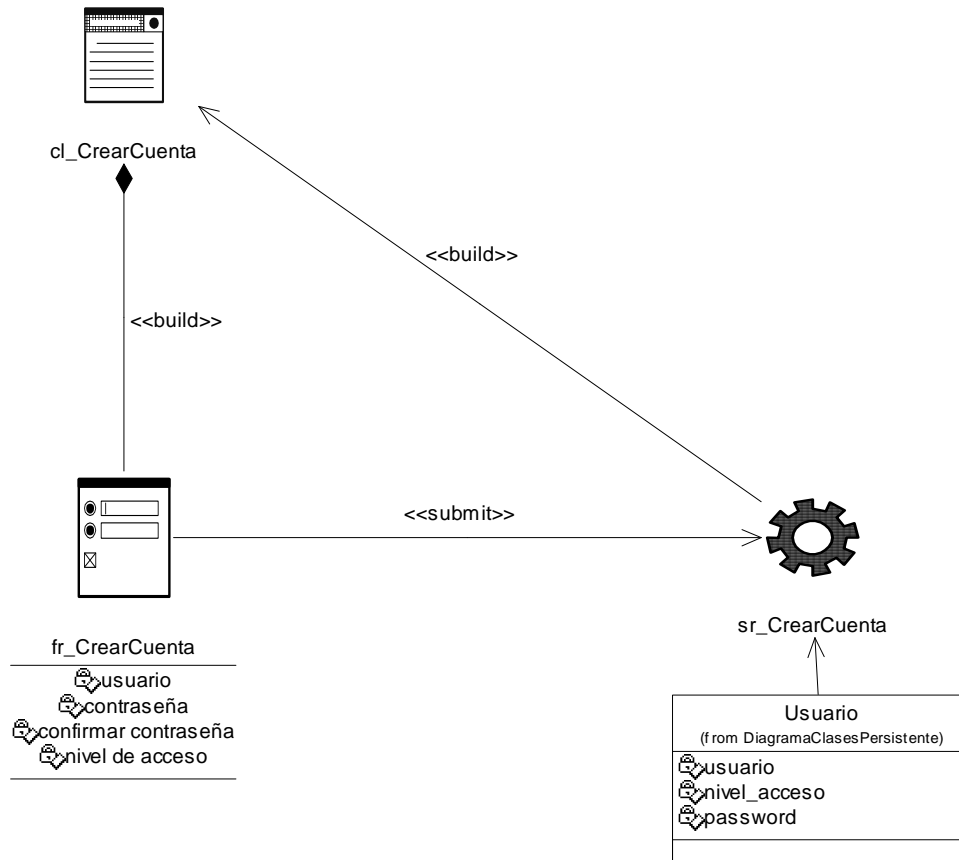 cl_CrearCuenta
<<build>>
<<build>>
<<submit>>
fr_CrearCuenta
usuario
contraseña
confirmar contraseña
nivel de acceso
sr_CrearCuenta
Usuario
(from DiagramaClasesPersistente)
usuario
nivel_acceso
password